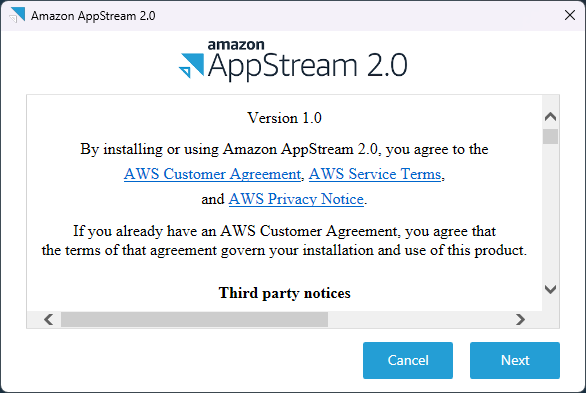 Amazon AppStream 2.0
amazon
AppStream 2.0
Version 1.0
By installing or using Amazon AppStream 2.0, you agree to the
AWS Customer Agreement, AWS Service Terms,
and AWS Privacy Notice.
If you already have an AWS Customer Agreement, you agree that
the terms of that agreement govern your installation and use of this product.
Third party notices
Cancel
Next